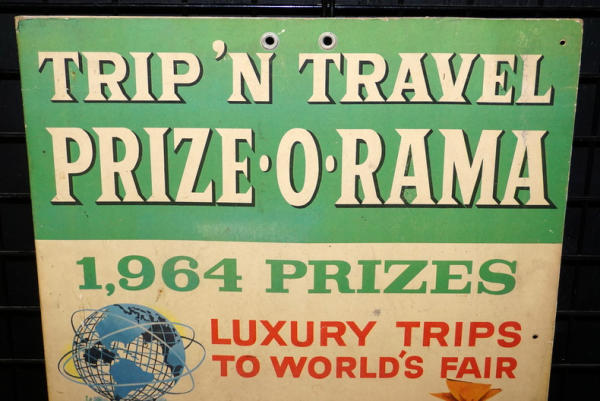 TRIP 'N TRAVEL
PRIZE·O·RAMA
1,964 PRIZES
LUXURY TRIPS
TO WORLD'S FAIR